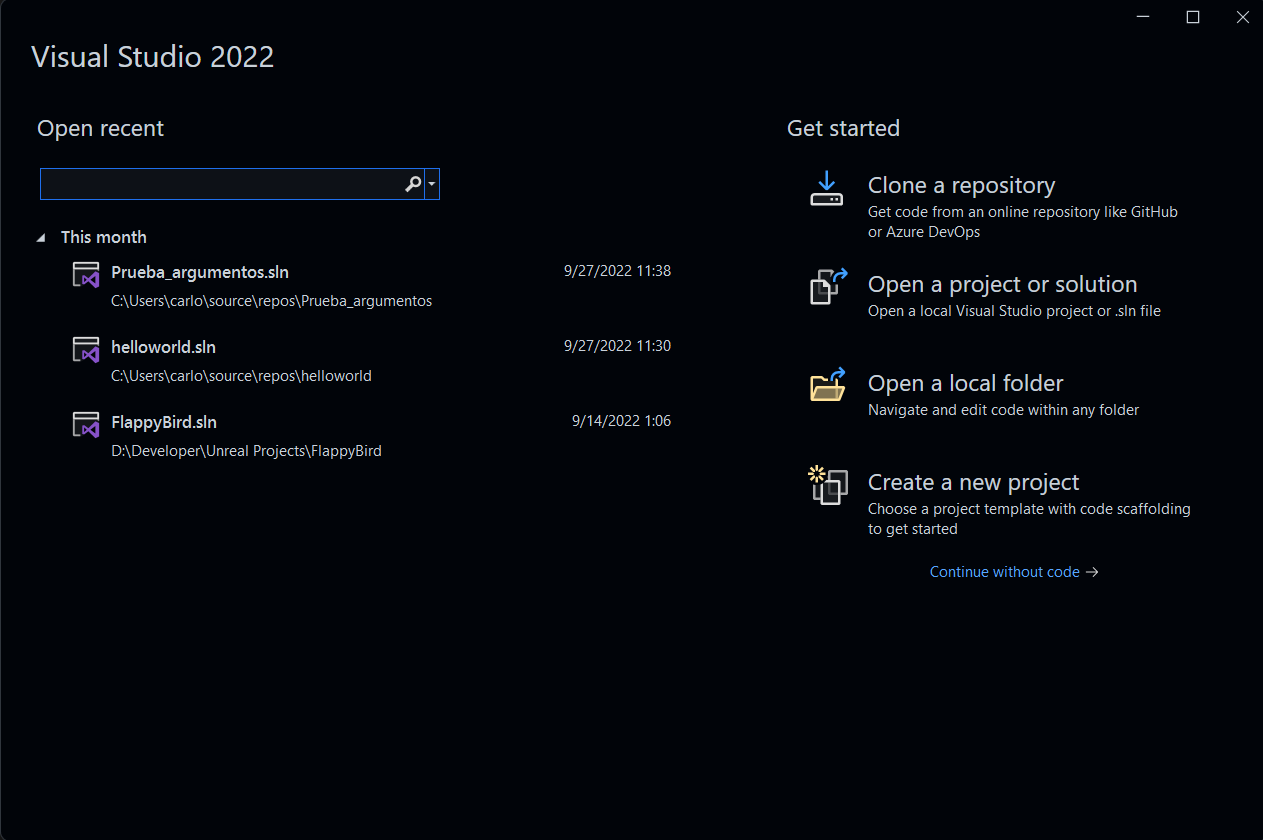 Visual Studio 2022
Open recent
This month
Prueba_argumentos.sln
9/27/2022 11:38
C:\Users\carlo\source\repos\Prueba_argumentos
helloworld.sln
9/27/2022 11:30
C:\Users\carlo\source\repos\helloworld
FlappyBird.sln
9/14/2022 1:06
D:\Developer\Unreal Projects\FlappyBird
Get started
Clone a repository
Get code from an online repository like GitHub
or Azure DevOps
Open a project or solution
Open a local Visual Studio project or .sln file
Open a local folder
Navigate and edit code within any folder
Create a new project
Choose a project template with code scaffolding
to get started
Continue without code →